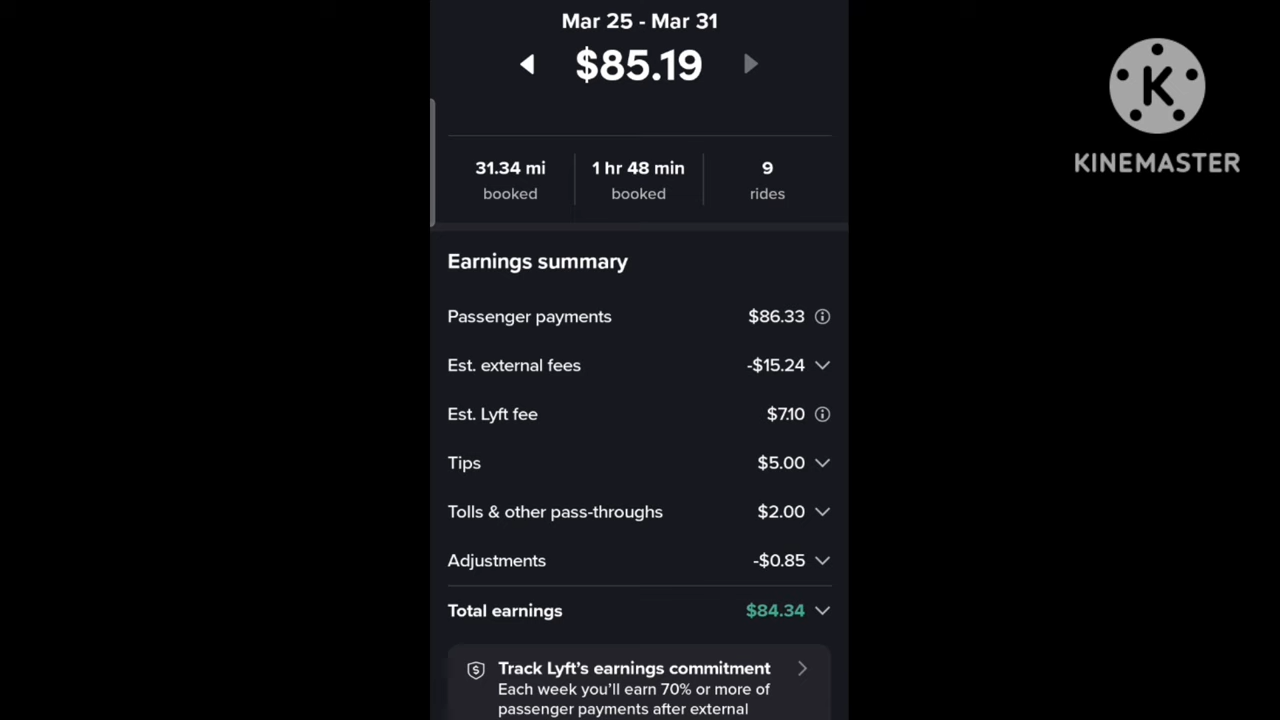 Mar 25 - Mar 31
$85.19
K
KINEMASTER
31.34 mi 1 hr 48 min 9
booked booked rides
Earnings summary
Passenger payments $86.33
Est. external fees -$15.24
Est. Lyft fee $7.10
Tips $5.00
Tolls & other pass-throughs $2.00
Adjustments -$0.85
Total earnings $84.34
Track Lyft's earnings commitment
Each week you'll earn 70% or more of
passenger payments after external